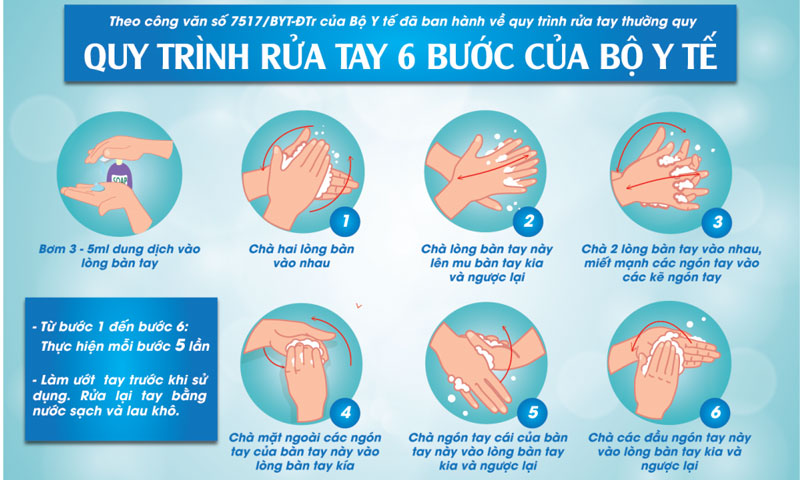 Theo công văn số 7517/BYT-ĐTr của Bộ Y tế đã ban hành về quy trình rửa tay thường quy
QUY TRÌNH RỬA TAY 6 BƯỚC CỦA BỘ Y TẾ
SOAP
Bơm 3 - 5ml dung dịch vào
lòng bàn tay
1
Chà hai lòng bàn
vào nhau
2
Chà lòng bàn tay này
lên mu bàn tay kia
và ngược lại
3
Chà 2 lòng bàn tay vào nhau,
miết mạnh các ngón tay vào
các kẽ ngón tay
- Từ bước 1 đến bước 6:
Thực hiện mỗi bước 5 lần
- Làm ướt tay trước khi sử
dụng. Rửa lại tay bằng
nước sạch và lau khô.
4
Chà mặt ngoài các ngón
tay của bàn tay này vào
lòng bàn tay kía
5
Chà ngón tay cái của bàn
tay này vào lòng bàn tay
kia và ngược lại
6
Chà các đầu ngón tay này
vào lòng bàn tay kia và
ngược lại